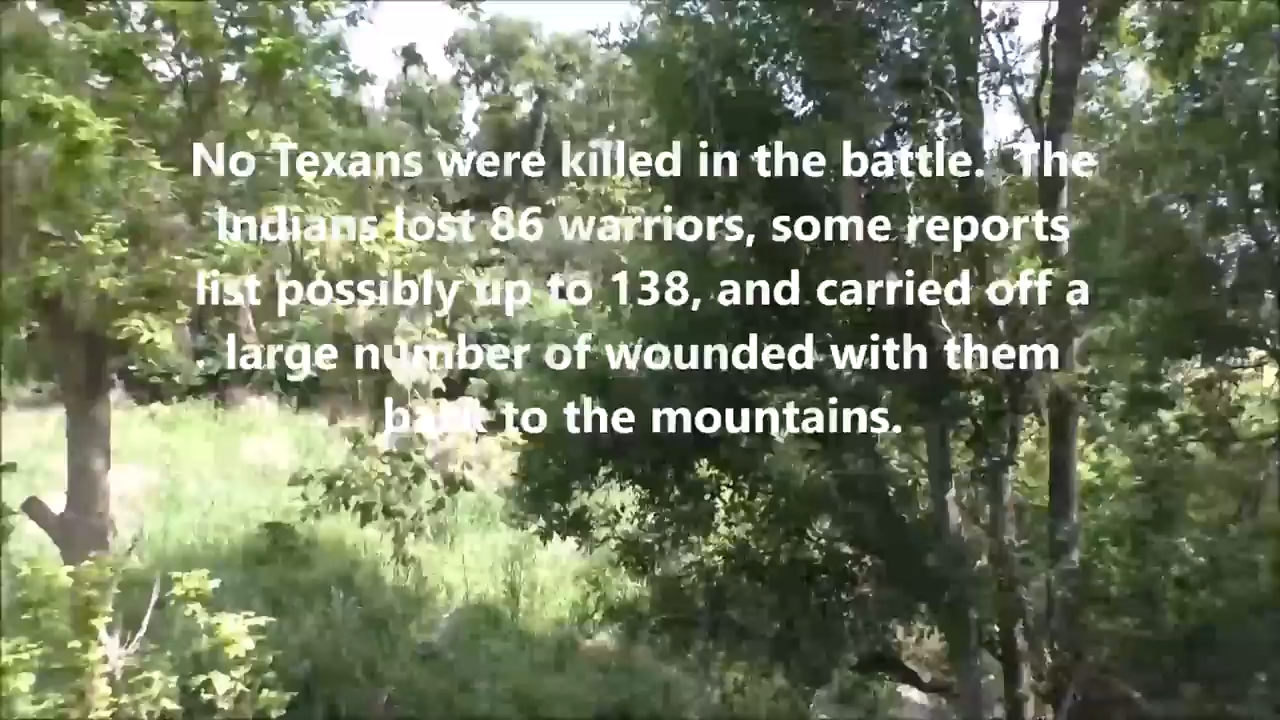 No Texans were killed in the battle.  The
Indians lost 86 warriors, some reports
list possibly up to 138, and carried off a
large number of wounded with them
back to the mountains.